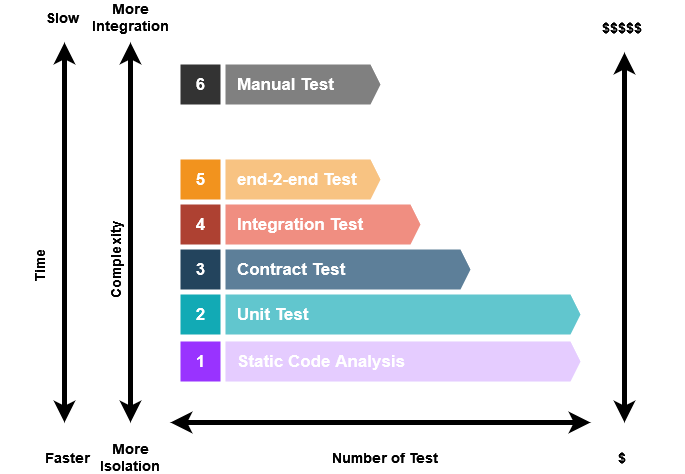 Slow
More
Integration
$$$$$
6 Manual Test
5 end-2-end Test
4 Integration Test
3 Contract Test
2 Unit Test
1 Static Code Analysis
Time
Complexity
Faster
More
Isolation
Number of Test
$